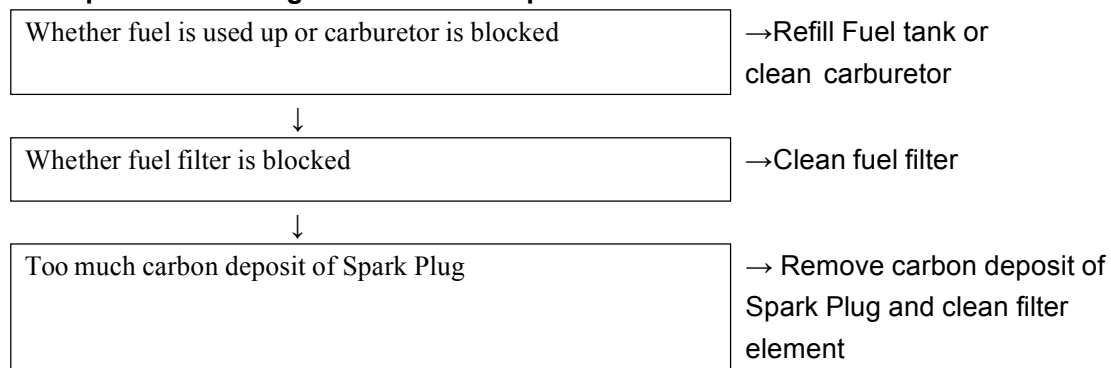 Whether fuel is used up or carburetor is blocked
→Refill Fuel tank or
clean carburetor
↓
Whether fuel filter is blocked
→Clean fuel filter
↓
Too much carbon deposit of Spark Plug
→ Remove carbon deposit of
Spark Plug and clean filter
element